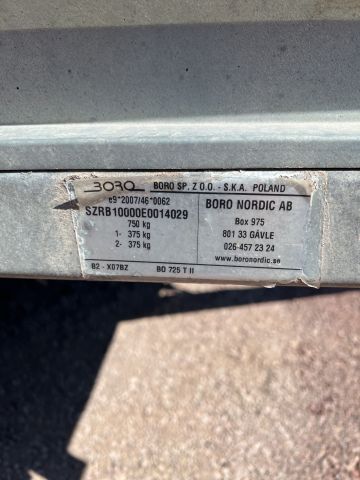 BORO BORO SP. Z O.O. - S.K.A. POLAND
e9*2007/46*0062
SZRB10000E0014029
750 kg
1- 375 kg
2- 375 kg
B2 - X07BZ BO 725 T II
BORO NORDIC AB
Box 975
801 33 GÄVLE
026-457 23 24
www.boronordic.se